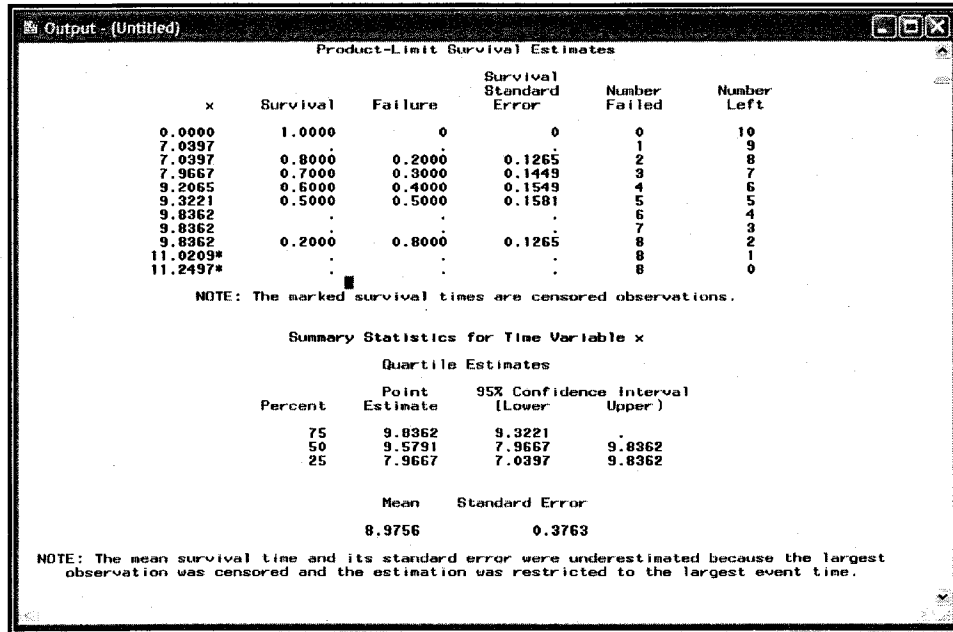 Output - (Untitled)
Product-Limit Survival Estimates
Survival
Standard Number Number
x Survival Failure Error Failed Left
0.0000 1.0000 0 0 0 10
7.0397 . . . 1 9
7.0397 0.8000 0.2000 0.1265 2 8
7.9667 0.7000 0.3000 0.1449 3 7
9.2065 0.6000 0.4000 0.1549 4 6
9.3221 0.5000 0.5000 0.1581 5 5
9.8362 . . . 6 4
9.8362 . . . 7 3
9.8362 0.2000 0.8000 0.1265 8 2
11.0209* . . . 8 1
11.2497* . . . 8 0
NOTE: The marked survival times are censored observations.
Summary Statistics for Time Variable x
Quartile Estimates
Point 95% Confidence Interval
Percent Estimate [Lower Upper)
75 9.8362 9.3221 .
50 9.5791 7.9667 9.8362
25 7.9667 7.0397 9.8362
Mean Standard Error
8.9756 0.3763
NOTE: The mean survival time and its standard error were underestimated because the largest
observation was censored and the estimation was restricted to the largest event time.